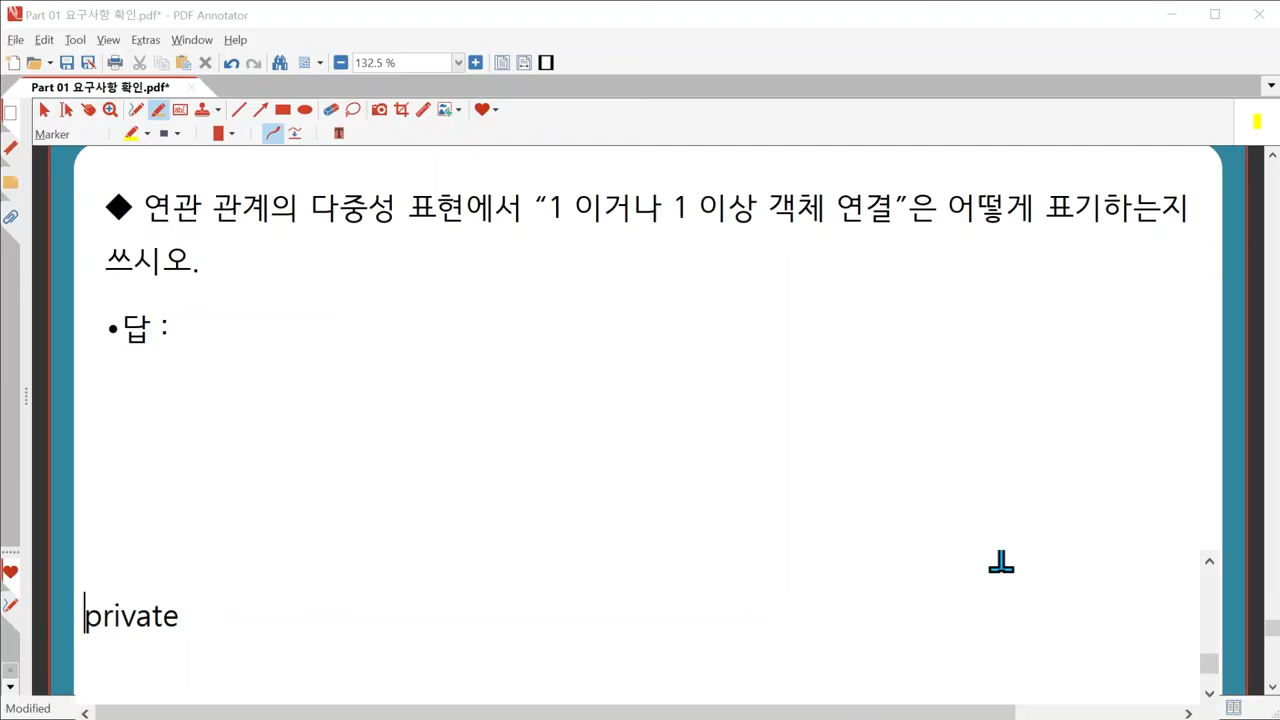 Part 01 요구사항 확인.pdf* - PDF Annotator
File Edit Tool View Extras Window Help
132.5 %
Part 01 요구사항 확인.pdf*
Marker
◆ 연관 관계의 다중성 표현에서 “1 이거나 1 이상 객체 연결”은 어떻게 표기하는지
쓰시오.
•답 :
private
Modified